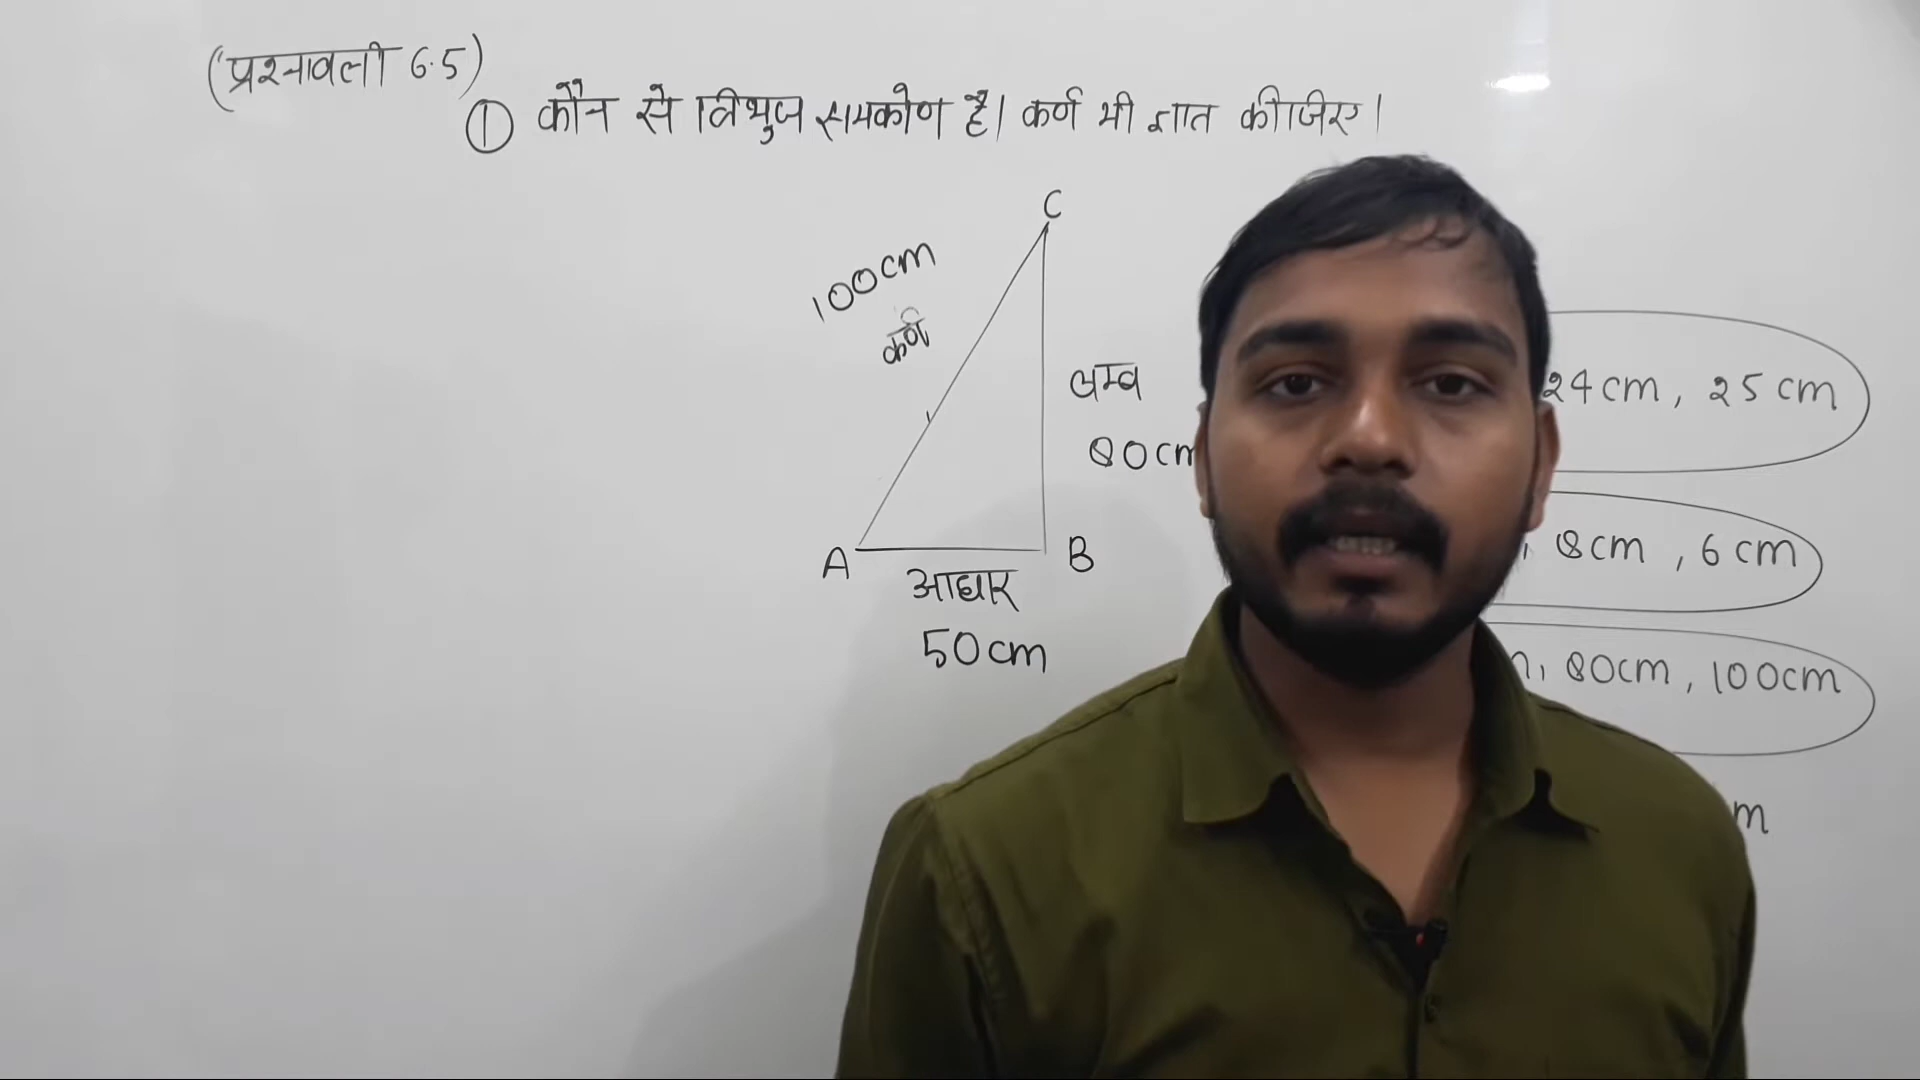 (प्रश्नावली 6.5)
① कौन से त्रिभुज समकोण है। कर्ण भी ज्ञात कीजिए।
C
100cm
कर्ण
लम्ब
80cm
A
B
आधार
50cm
24cm, 25cm
8cm, 6cm
80cm, 100cm